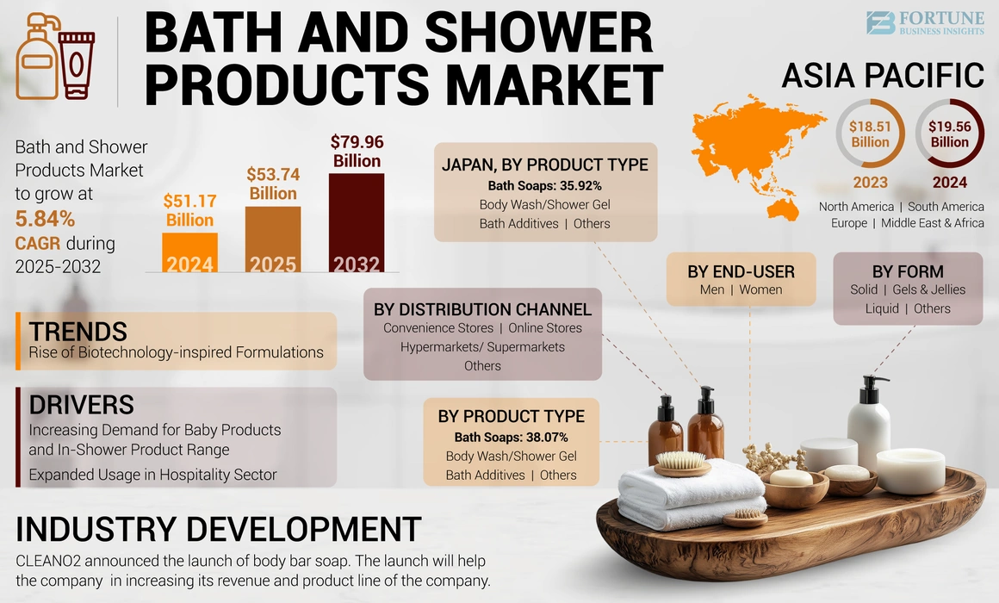 BATH AND SHOWER
PRODUCTS MARKET
FORTUNE
BUSINESS INSIGHTS
Bath and Shower
Products Market
to grow at
5.84%
CAGR during
2025-2032
$51.17
Billion
2024
$53.74
Billion
2025
$79.96
Billion
2032
JAPAN, BY PRODUCT TYPE
Bath Soaps: 35.92%
Body Wash/Shower Gel
Bath Additives | Others
ASIA PACIFIC
$18.51
Billion
2023
$19.56
Billion
2024
North America | South America
Europe | Middle East & Africa
BY END-USER
Men | Women
BY FORM
Solid | Gels & Jellies
Liquid | Others
TRENDS
Rise of Biotechnology-inspired Formulations
BY DISTRIBUTION CHANNEL
Convenience Stores | Online Stores
Hypermarkets/ Supermarkets
Others
DRIVERS
Increasing Demand for Baby Products
and In-Shower Product Range
Expanded Usage in Hospitality Sector
BY PRODUCT TYPE
Bath Soaps: 38.07%
Body Wash/Shower Gel
Bath Additives | Others
INDUSTRY DEVELOPMENT
CLEANO2 announced the launch of body bar soap. The launch will help
the company  in increasing its revenue and product line of the company.